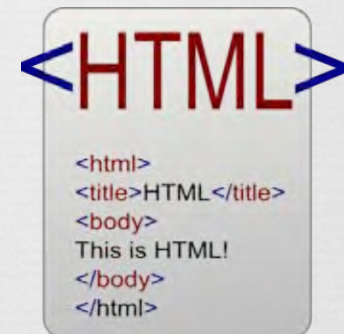 <HTML>
<html>
<title>HTML</title>
<body>
This is HTML!
</body>
</html>